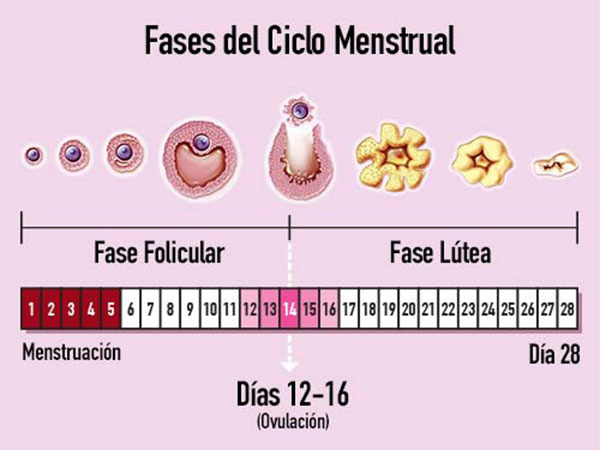 Fases del Ciclo Menstrual
Fase Folicular
Fase Lútea
1 2 3 4 5 6 7 8 9 10 11 12 13 14 15 16 17 18 19 20 21 22 23 24 25 26 27 28
Menstruación
Día 28
Días 12-16
(Ovulación)